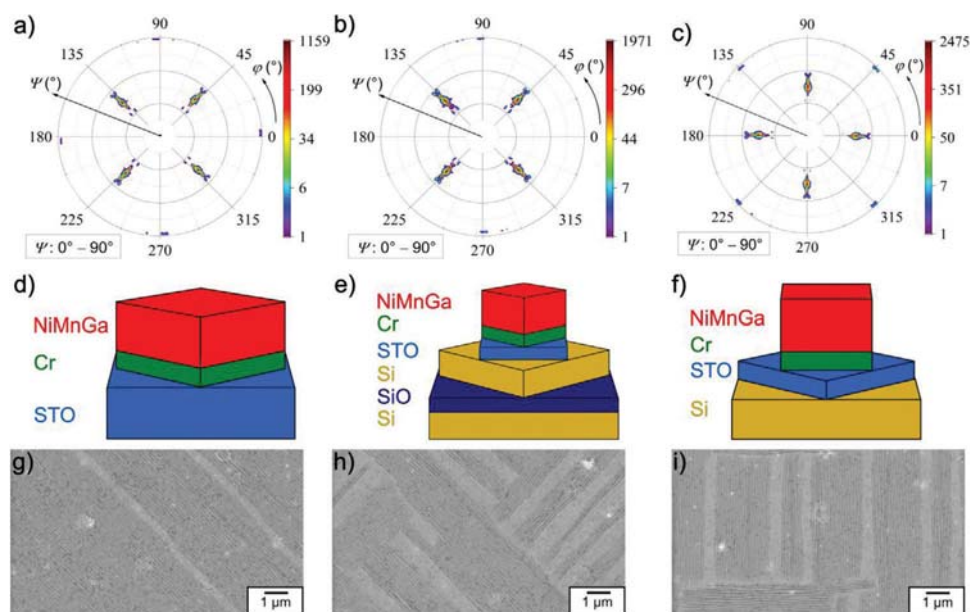 a)
90
135
45
φ (°)
Ψ (°)
180
0
225
315
270
Ψ: 0° – 90°
1159
199
34
6
1
b)
90
135
45
φ (°)
Ψ (°)
180
0
225
315
270
Ψ: 0° – 90°
1971
296
44
7
1
c)
90
135
45
φ (°)
Ψ (°)
180
0
225
315
270
Ψ: 0° – 90°
2475
351
50
7
1
d)
NiMnGa
Cr
STO
e)
NiMnGa
Cr
STO
Si
SiO
Si
f)
NiMnGa
Cr
STO
Si
g)
1 µm
h)
1 µm
i)
1 µm